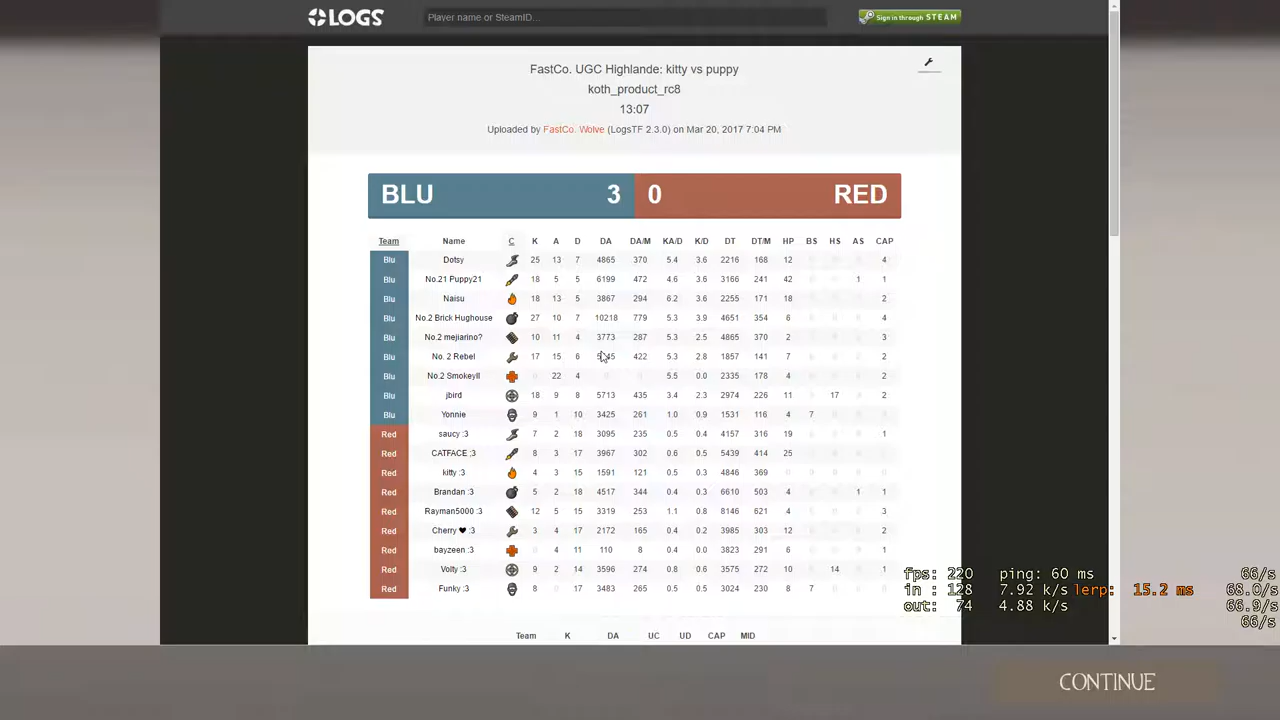 LOGS Player name or SteamID... Sign in through STEAM
FastCo. UGC Highlande: kitty vs puppy
koth_product_rc8
13:07
Uploaded by FastCo. Wolve (LogsTF 2.3.0) on Mar 20, 2017 7:04 PM
BLU 3 0 RED
Team Name C K A D DA DA/M KA/D K/D DT DT/M HP BS HS AS CAP
Blu Dotsy 25 13 7 4865 370 5.4 3.6 2216 168 12 4
Blu No.21 Puppy21 18 5 5 6199 472 4.6 3.6 3166 241 42 1 1
Blu Naisu 18 13 5 3867 294 6.2 3.6 2255 171 18 2
Blu No.2 Brick Hughouse 27 10 7 10218 779 5.3 3.9 4651 354 6 4
Blu No.2 mejiarino? 10 11 4 3773 287 5.3 2.5 4865 370 2 3
Blu No. 2 Rebel 17 15 6 422 5.3 2.8 1857 141 7 2
Blu No.2 Smokeyll 0 22 4 5.5 0.0 2335 178 4 2
Blu jbird 18 9 8 5713 435 3.4 2.3 2974 226 11 17 2
Blu Yonnie 9 1 10 3425 261 1.0 0.9 1531 116 4 7
Red saucy :3 7 2 18 3095 235 0.5 0.4 4157 316 19 1
Red CATFACE ;3 8 3 17 3967 302 0.6 0.5 5439 414 25
Red kitty :3 4 3 15 1591 121 0.5 0.3 4846 369
Red Brandan :3 5 2 18 4517 344 0.4 0.3 6610 503 4 1 1
Red Rayman5000 :3 12 5 15 3319 253 1.1 0.8 8146 621 4 3
Red Cherry ♥ :3 3 4 17 2172 165 0.4 0.2 3985 303 12 2
Red bayzeen :3 0 4 11 110 8 0.4 0.0 3823 291 6 1
Red Volty :3 9 2 14 3596 274 0.8 0.6 3575 272 10 14 1
Red Funky :3 8 0 17 3483 265 0.5 0.5 3024 230 8 7
Team K DA UC UD CAP MID
fps: 220 ping: 60 ms 66/s
in : 128 7.92 k/s lerp: 15.2 ms 68.0/s
out: 74 4.88 k/s 66.9/s
66/s
CONTINUE